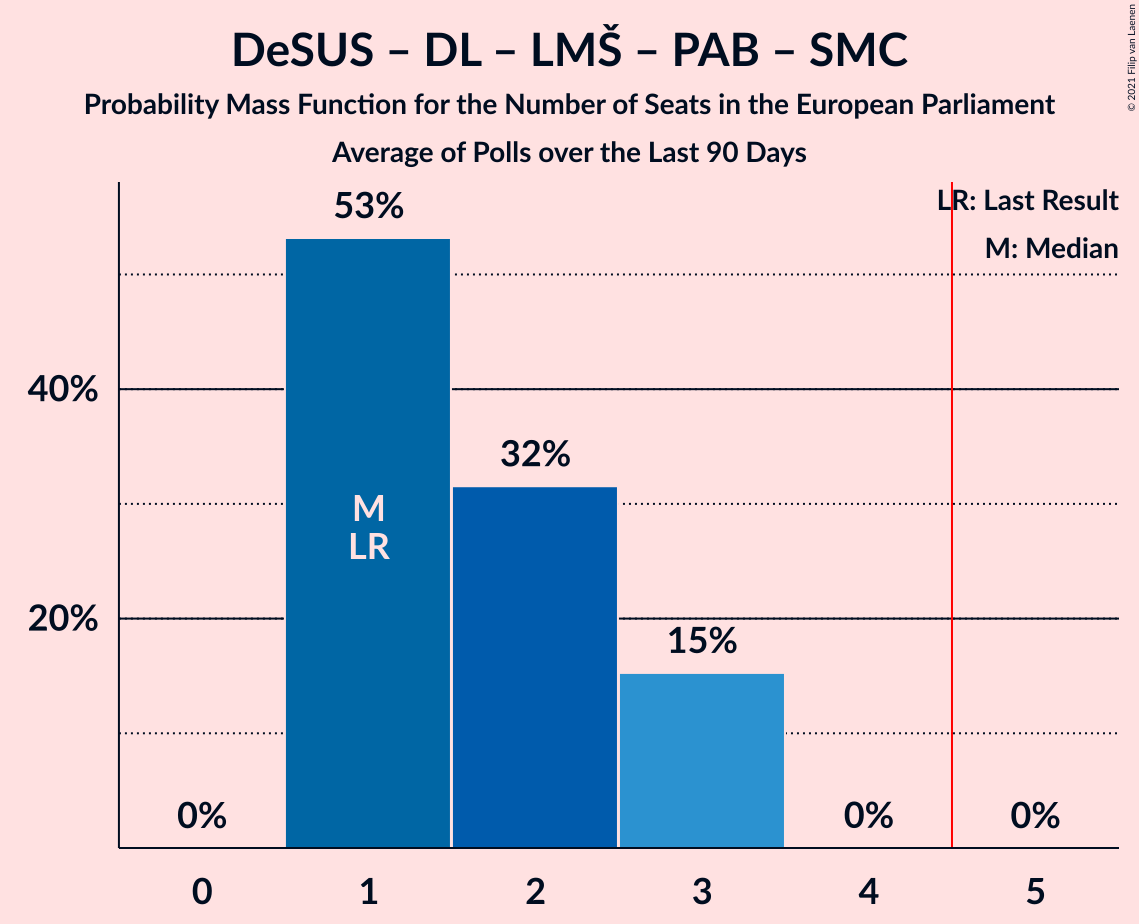 DeSUS – DL – LMŠ – PAB – SMC
Probability Mass Function for the Number of Seats in the European Parliament
Average of Polls over the Last 90 Days
© 2021 Filip van Laenen
LR: Last Result
M: Median
53%
40%
32%
M
LR
20%
15%
0%
0%
0%
0
1
2
3
4
5